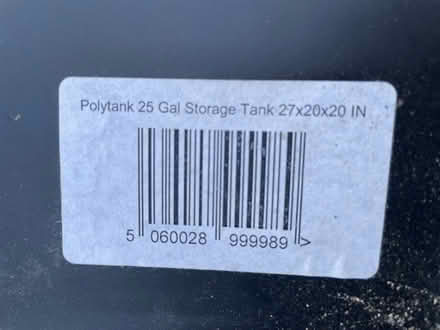 Polytank 25 Gal Storage Tank 27x20x20 IN
5 060028 999989 >